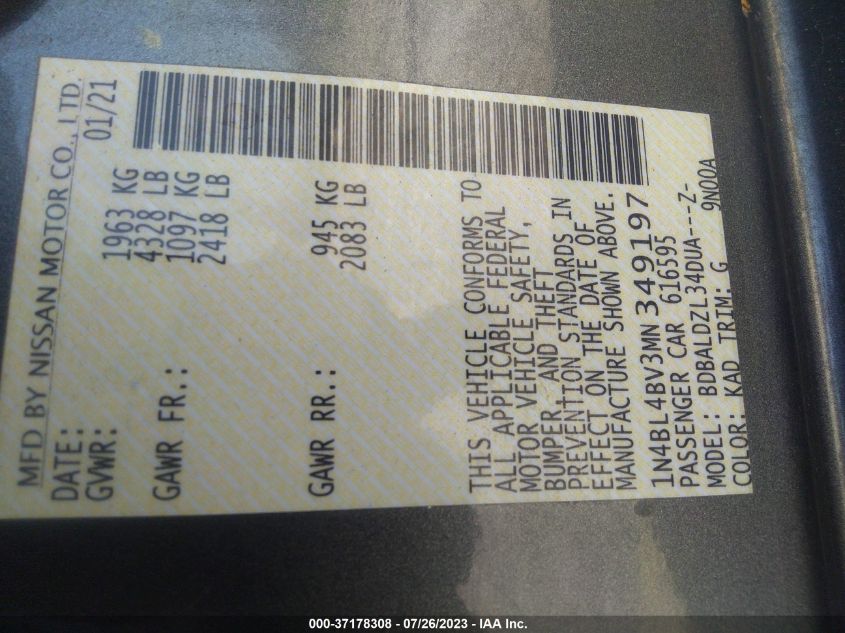 MFD BY NISSAN MOTOR CO., LTD.
DATE: 01/21
GVWR: 1963 KG
4328 LB
GAWR FR.: 1097 KG
2418 LB
GAWR RR.: 945 KG
2083 LB
THIS VEHICLE CONFORMS TO
ALL APPLICABLE FEDERAL
MOTOR VEHICLE SAFETY,
BUMPER, AND THEFT
PREVENTION STANDARDS IN
EFFECT ON THE DATE OF
MANUFACTURE SHOWN ABOVE.
1N4BL4BV3MN349197
PASSENGER CAR 616595
MODEL: BDBALDZL34DUA---Z-
COLOR: KAD TRIM: G 9N00A
000-37178308 - 07/26/2023 - IAA Inc.